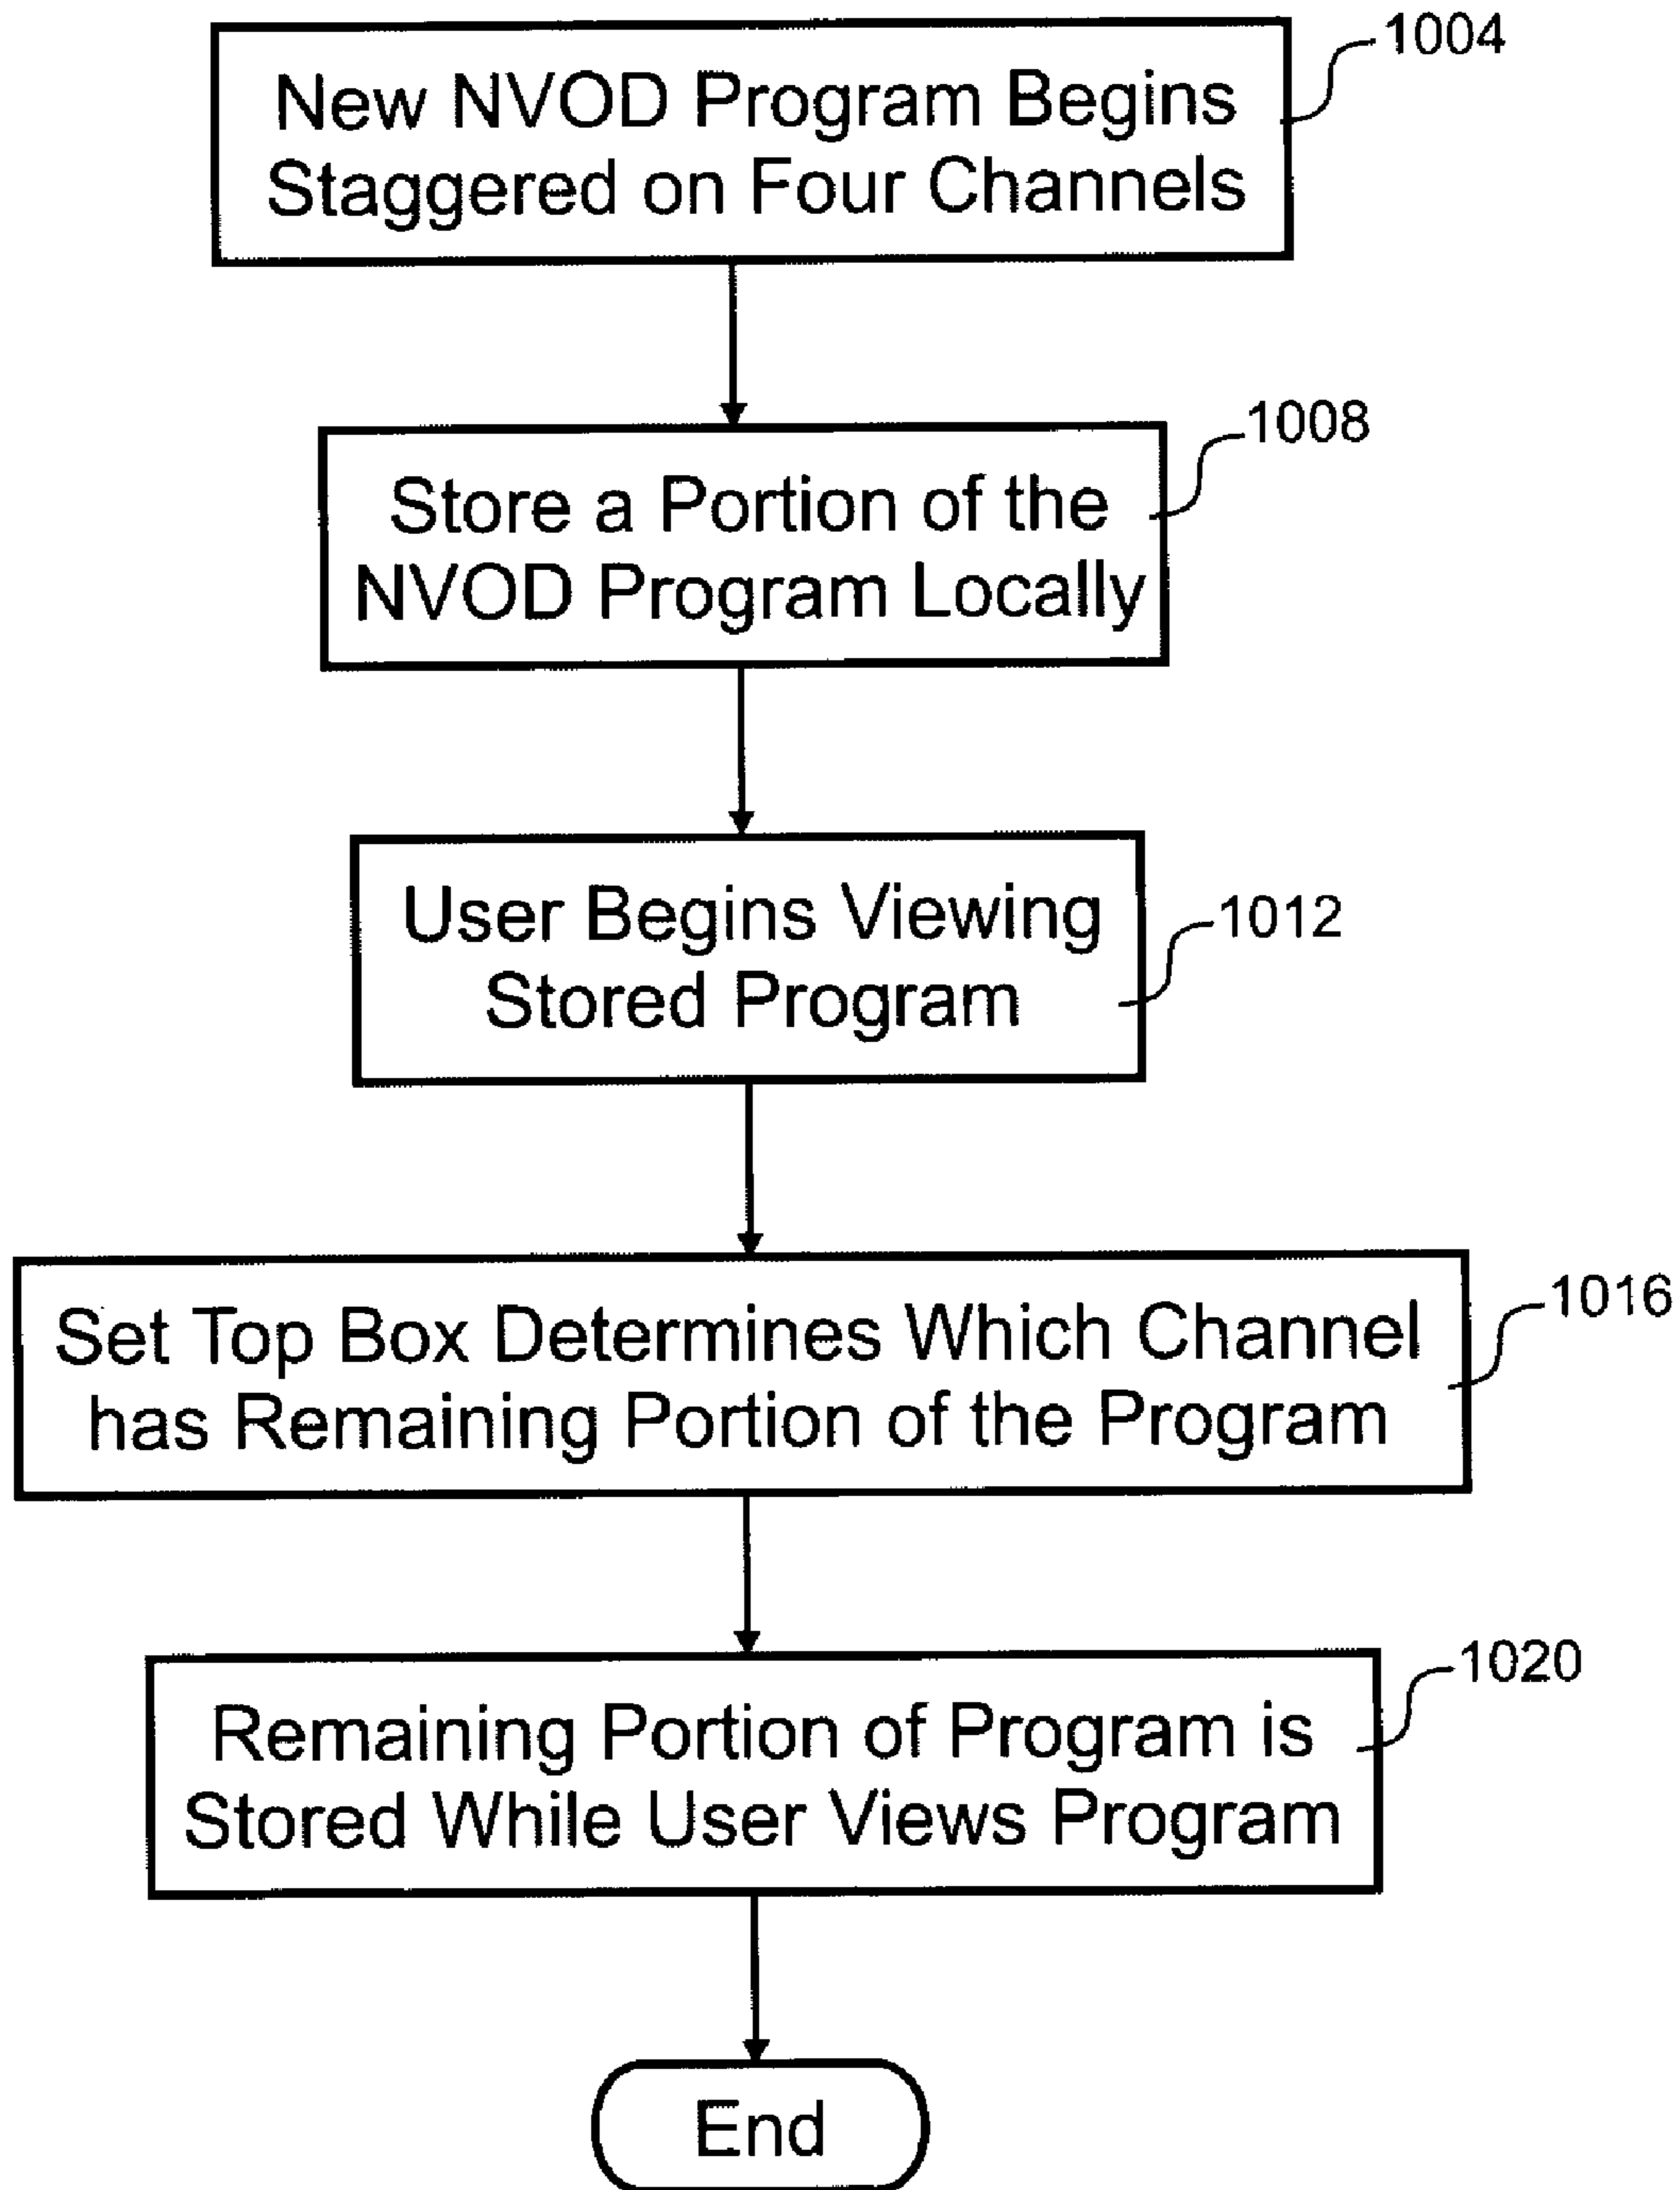 1004
New NVOD Program Begins
Staggered on Four Channels
1008
Store a Portion of the
NVOD Program Locally
User Begins Viewing
Stored Program
1012
1016
Set Top Box Determines Which Channel
has Remaining Portion of the Program
1020
Remaining Portion of Program is
Stored While User Views Program
End